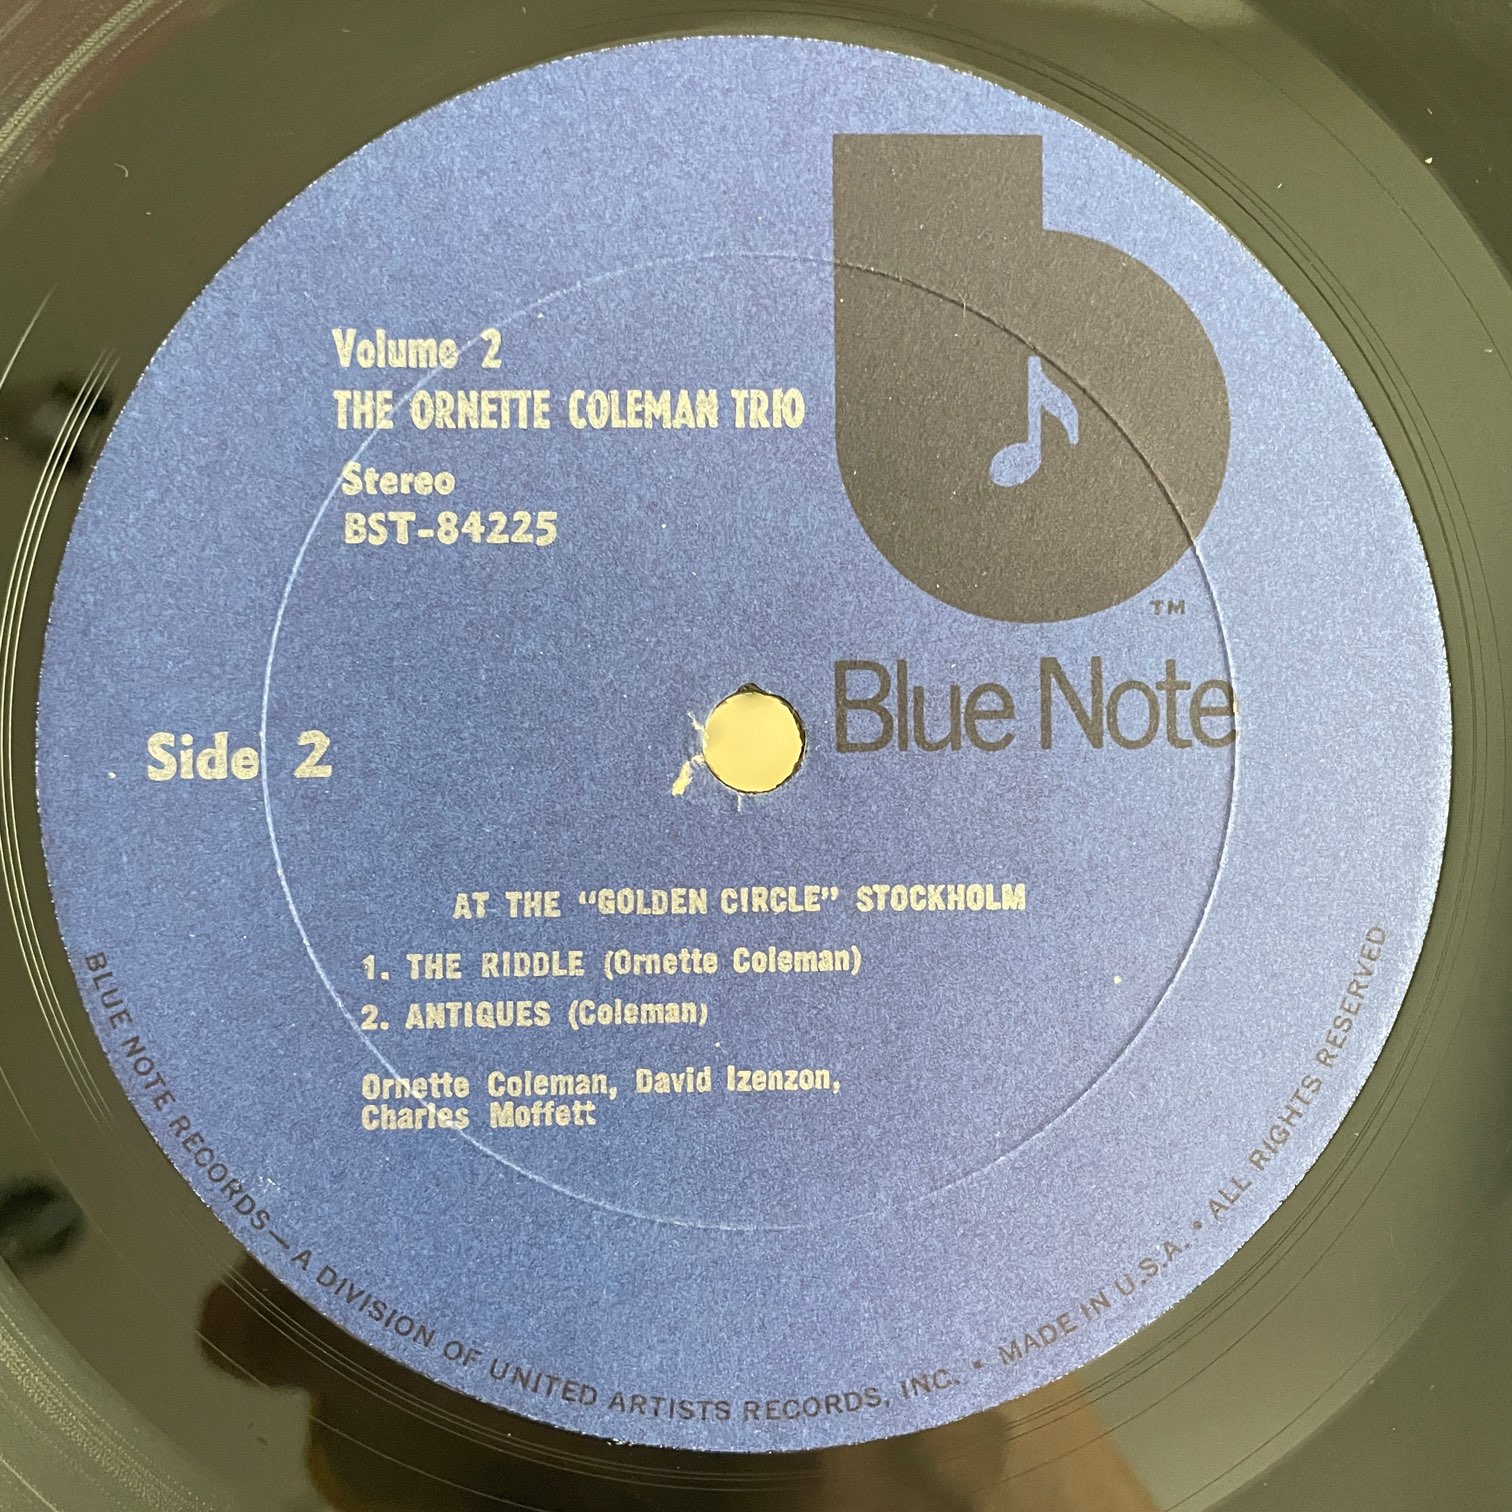 Volume 2
THE ORNETTE COLEMAN TRIO
Stereo
BST-84225
TM
Blue Note
Side 2
AT THE “GOLDEN CIRCLE” STOCKHOLM
1. THE RIDDLE (Ornette Coleman)
2. ANTIQUES (Coleman)
Ornette Coleman, David Izenzon,
Charles Moffett
BLUE NOTE RECORDS—A DIVISION OF UNITED ARTISTS RECORDS, INC. • MADE IN U.S.A. • ALL RIGHTS RESERVED